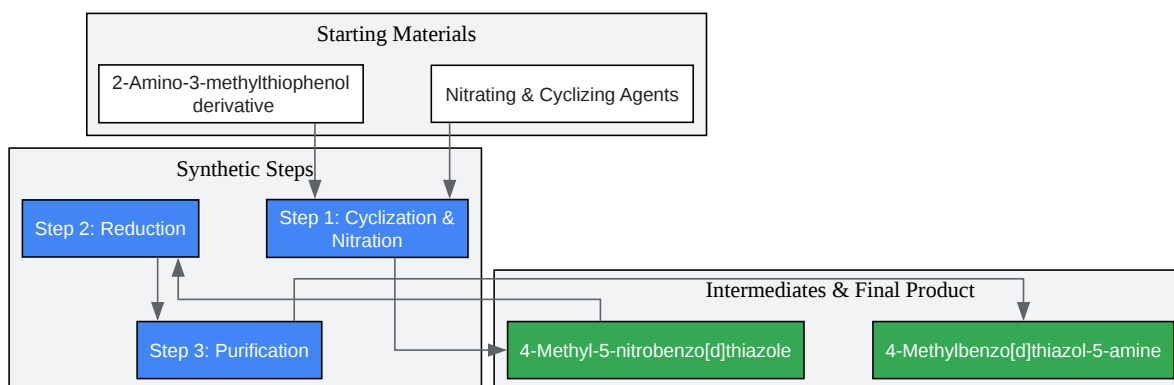 Starting Materials
2-Amino-3-methylthiophenol
derivative
Nitrating & Cyclizing Agents
Synthetic Steps
Step 2: Reduction
Step 1: Cyclization &
Nitration
Intermediates & Final Product
Step 3: Purification
4-Methyl-5-nitrobenzo[d]thiazole
4-Methylbenzo[d]thiazol-5-amine